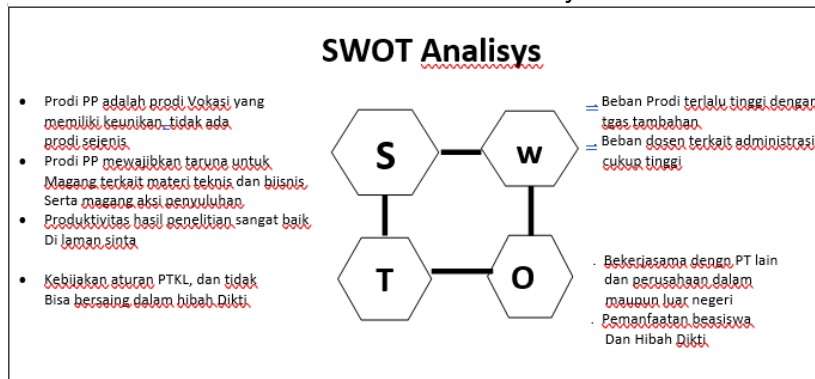 SWOT Analisys
Prodi PP adalah prodi Vokasi yang
memiliki keunikan, tidak ada
prodi sejenis
Prodi PP mewajibkan taruna untuk
Magang terkait materi teknis dan biisnis
Serta magang aksi penyuluhan
Produktivitas hasil penelitian sangat baik
Di laman sinta
Kebijakan aturan PTKL, dan tidak
Bisa bersaing dalam hibah Dikti
S
W
T
O
Beban Prodi terlalu tinggi dengan
tgas tambahan
Beban dosen terkait administrasi
cukup tinggi
Bekerjasama dengn PT lain
dan perusahaan dalam
maupun luar negeri
Pemanfaatan beasiswa
Dan Hibah Dikti